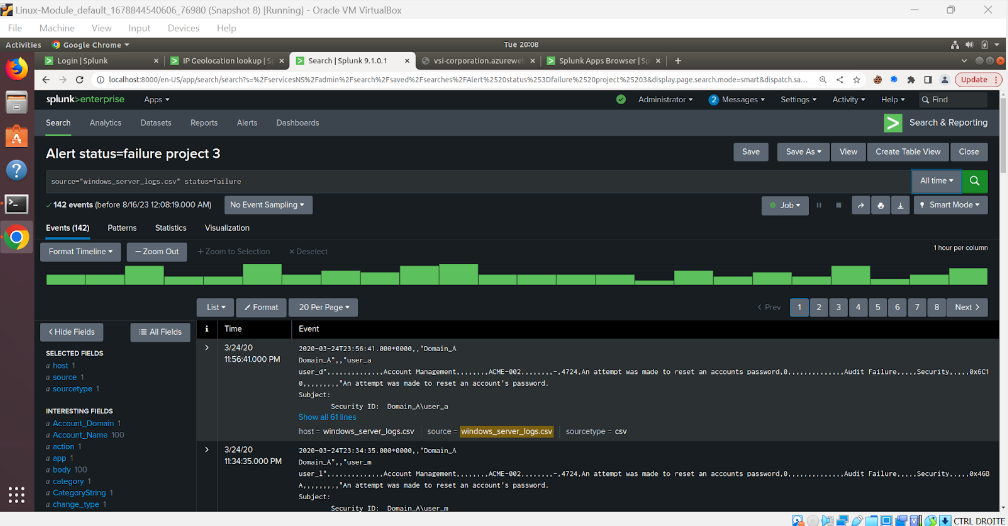 Linux-Module_default_1678844540606_76980 (Snapshot 8) [Running] - Oracle VM VirtualBox
File Machine View Input Devices Help
Activities Google Chrome Tue 20:08
Login | Splunk × IP Geolocation lookup | S × Search | Splunk 9.1.0.1 × vsi-corporation.azureweb × Splunk Apps Browser | Spl × +
localhost:8000/en-US/app/search/search?s=%2FservicesNS%2Fadmin%2Fsearch%2Fsaved%2Fsearches%2FAlert%2520status%253Dfailure%2520project%25203&display.page.search.mode=smart&dispatch.sa... Update
splunk>enterprise Apps Administrator 2 Messages Settings Activity Help Find
Search Analytics Datasets Reports Alerts Dashboards Search & Reporting
Alert status=failure project 3 Save Save As View Create Table View Close
source="windows_server_logs.csv" status=failure All time
✓ 142 events (before 8/16/23 12:08:19.000 AM) No Event Sampling Job Smart Mode
Events (142) Patterns Statistics Visualization
Format Timeline − Zoom Out + Zoom to Selection × Deselect 1 hour per column
List Format 20 Per Page < Prev 1 2 3 4 5 6 7 8 Next >
< Hide Fields All Fields i Time Event
SELECTED FIELDS
a host 1
a source 1
a sourcetype 1
INTERESTING FIELDS
a Account_Domain 1
a Account_Name 100
a action 1
a app 1
a body 100
a category 1
a CategoryString 1
a change_type 1
3/24/20
11:56:41.000 PM
2020-03-24T23:56:41.000+0000,,"Domain_A
Domain_A",,"user_a
user_d",,,,,,,,,,,,,,Account Management,,,,,,,,ACME-002,,,,,,,,-,4724,An attempt was made to reset an accounts password,0,,,,,,,,,,,,,,Audit Failure,,,,,Security,,,,,0x6C1
0,,,,,,,,,"An attempt was made to reset an account's password.
Subject:
Security ID: Domain_A\user_a
Show all 61 lines
host = windows_server_logs.csv source = windows_server_logs.csv sourcetype = csv
3/24/20
11:34:35.000 PM
2020-03-24T23:34:35.000+0000,,"Domain_A
Domain_A",,"user_m
user_l",,,,,,,,,,,,,,Account Management,,,,,,,,ACME-002,,,,,,,,-,4724,An attempt was made to reset an accounts password,0,,,,,,,,,,,,,,Audit Failure,,,,,Security,,,,,0x46B
A,,,,,,,,"An attempt was made to reset an account's password.
Subject:
Security ID: Domain_A\user_m
CTRL DROITE